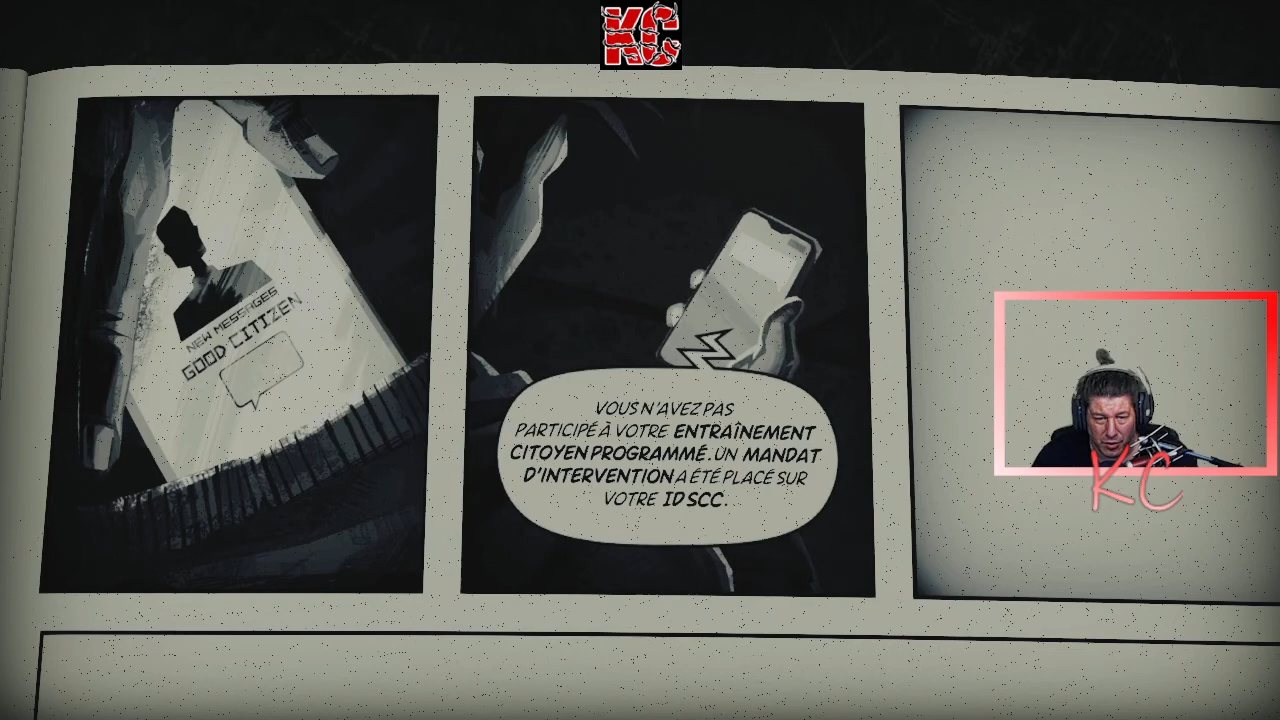 KC
NEW MESSAGES
GOOD CITIZEN
VOUS N'AVEZ PAS
PARTICIPÉ À VOTRE ENTRAÎNEMENT
CITOYEN PROGRAMMÉ. UN MANDAT
D'INTERVENTION A ÉTÉ PLACÉ SUR
VOTRE ID SCC.
KC